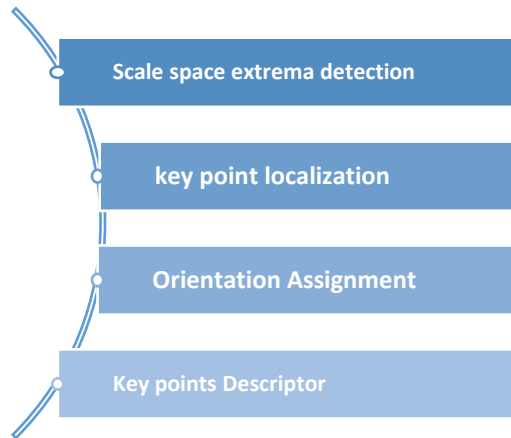 Scale space extrema detection
key point localization
Orientation Assignment
Key points Descriptor